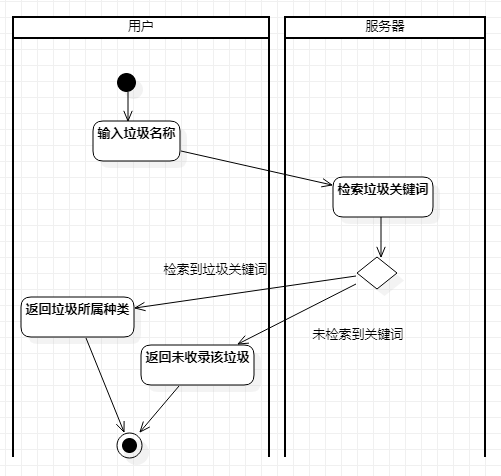 用户
服务器
输入垃圾名称
检索垃圾关键词
检索到垃圾关键词
返回垃圾所属种类
未检索到关键词
返回未收录该垃圾